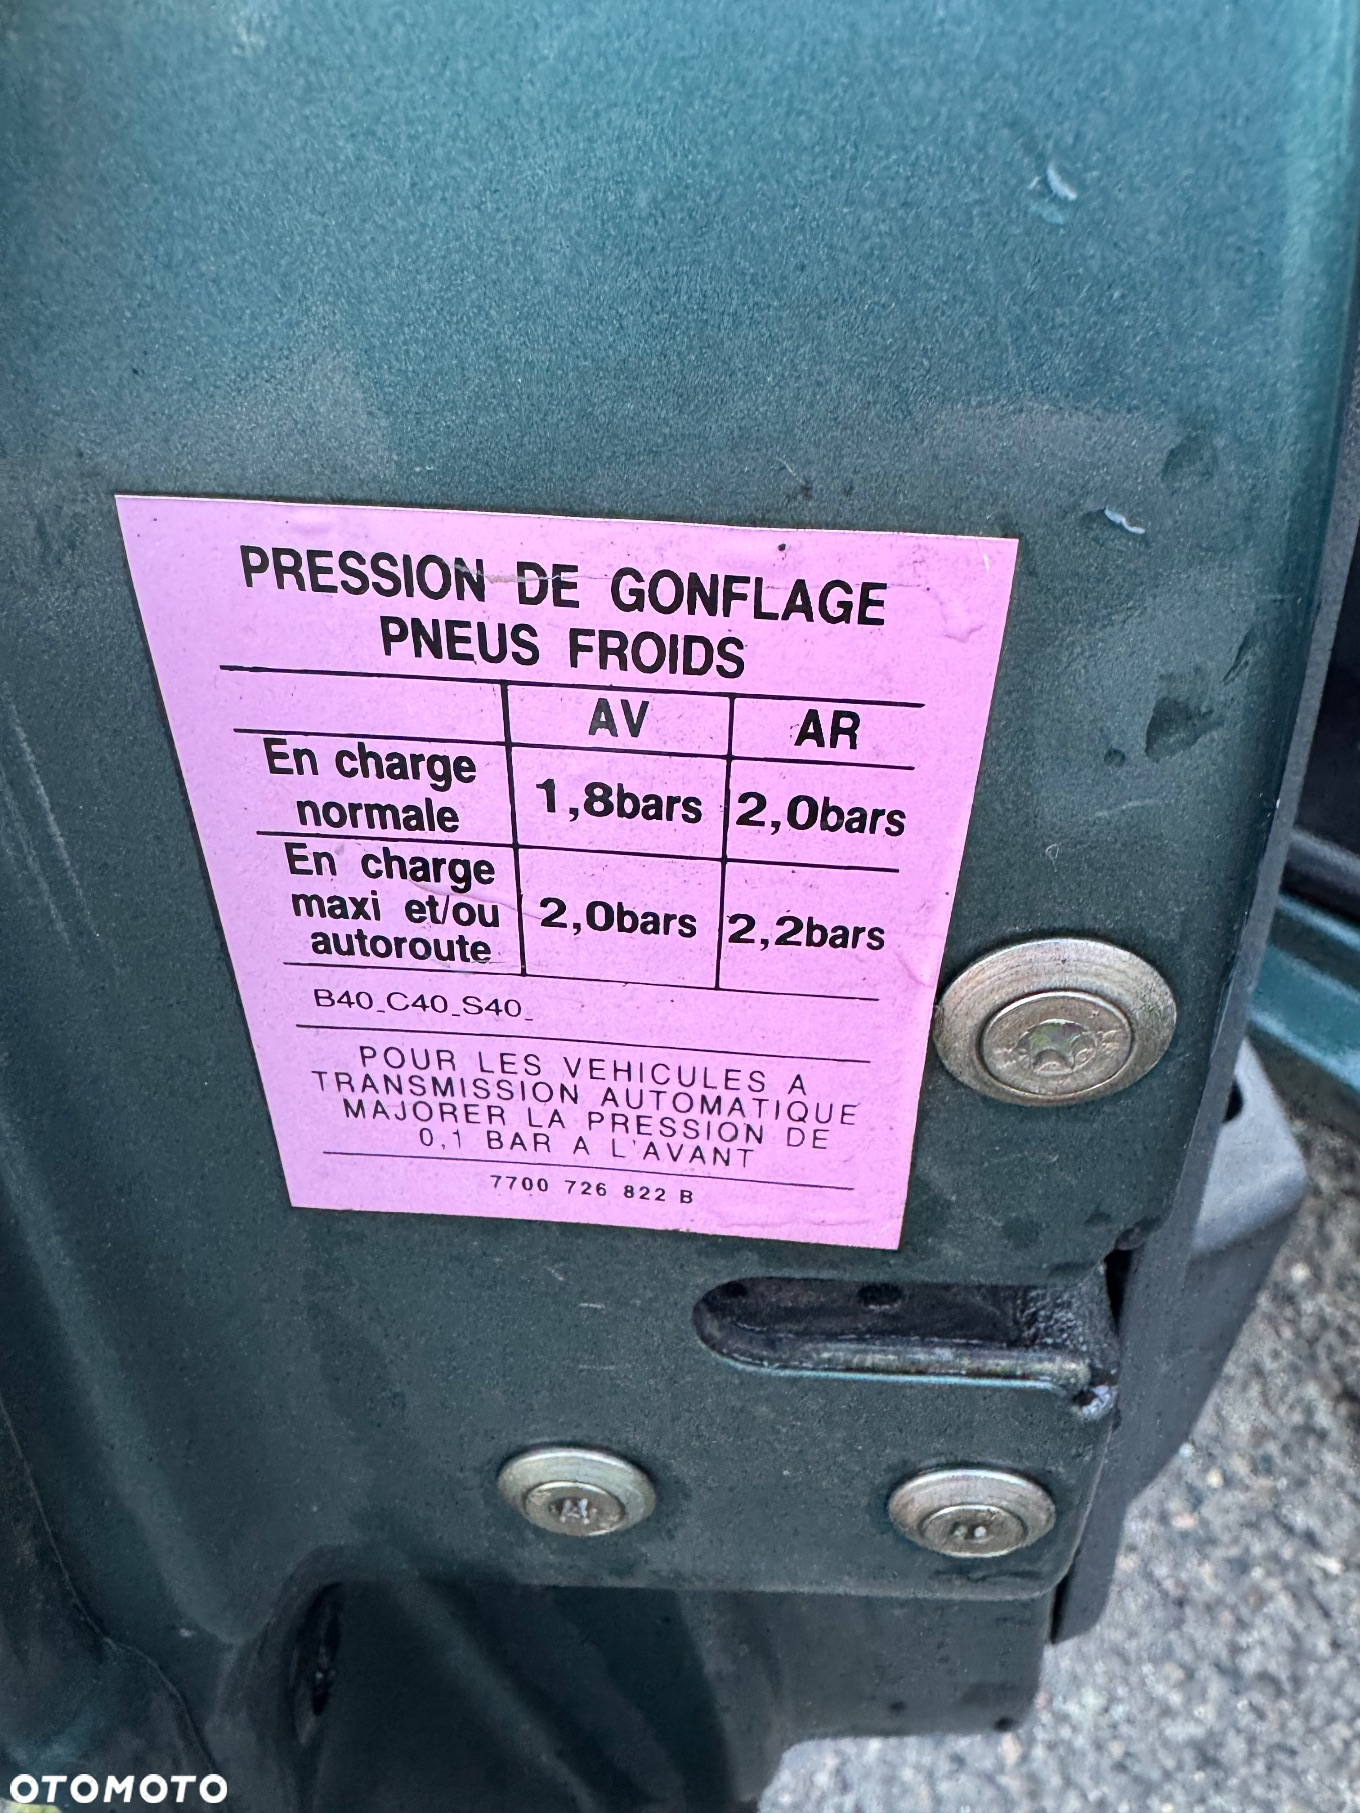 PRESSION DE GONFLAGE
PNEUS FROIDS
AV AR
En charge
normale
1,8bars 2,0bars
En charge
maxi et/ou
autoroute
2,0bars 2,2bars
B40_C40_S40_
POUR LES VEHICULES A
TRANSMISSION AUTOMATIQUE
MAJORER LA PRESSION DE
0,1 BAR A L'AVANT
7700 726 822 B
OTOMOTO